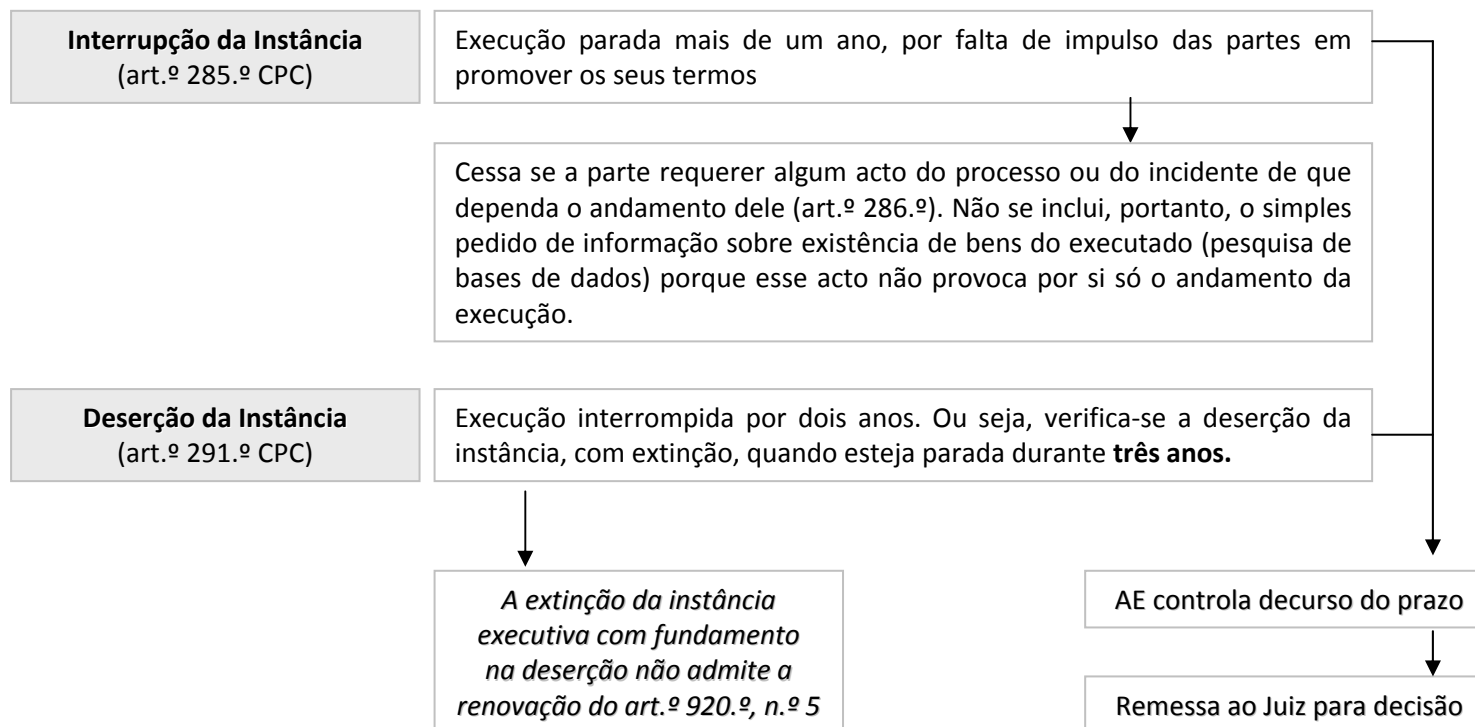 Interrupção da Instância
(art.º 285.º CPC)
Execução parada mais de um ano, por falta de impulso das partes em
promover os seus termos
Cessa se a parte requerer algum acto do processo ou do incidente de que
dependa o andamento dele (art.º 286.º). Não se inclui, portanto, o simples
pedido de informação sobre existência de bens do executado (pesquisa de
bases de dados) porque esse acto não provoca por si só o andamento da
execução.
Deserção da Instância
(art.º 291.º CPC)
Execução interrompida por dois anos. Ou seja, verifica-se a deserção da
instância, com extinção, quando esteja parada durante três anos.
A extinção da instância
executiva com fundamento
na deserção não admite a
renovação do art.º 920.º, n.º 5
AE controla decurso do prazo
Remessa ao Juiz para decisão